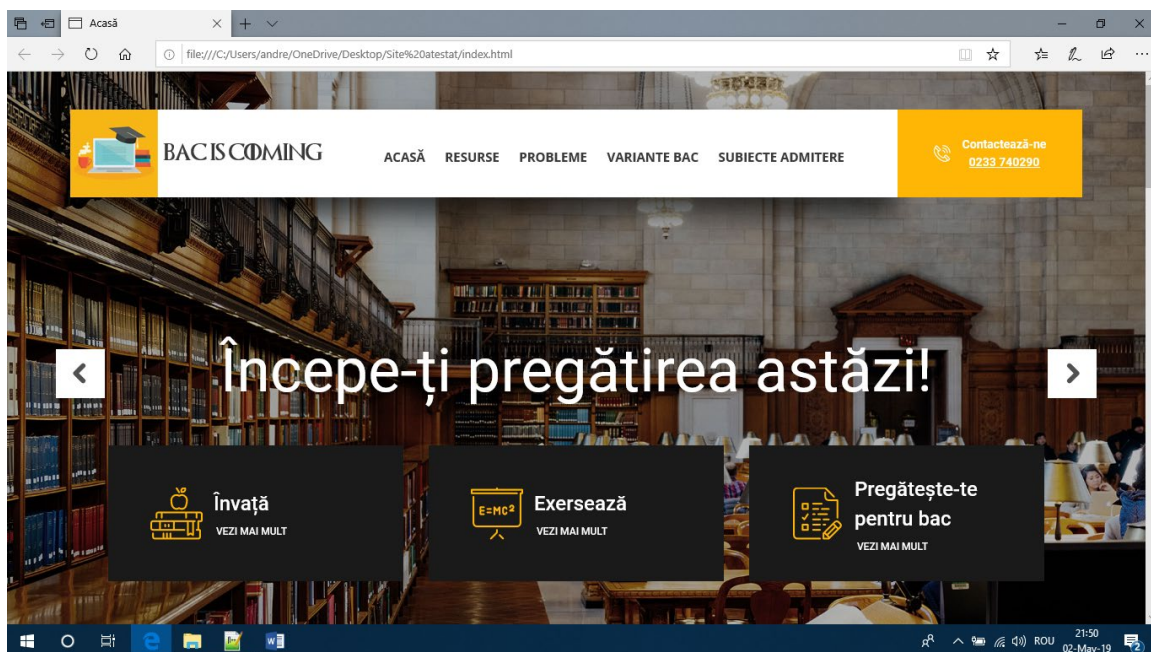 Acasă
file:///C:/Users/andre/OneDrive/Desktop/Site%20atestat/index.html
BAC IS COMING
ACASĂ RESURSE PROBLEME VARIANTE BAC SUBIECTE ADMITERE
Contactează-ne
0233 740290
Începe-ți pregătirea astăzi!
Învață
VEZI MAI MULT
E=MC²
Exersează
VEZI MAI MULT
Pregătește-te
pentru bac
VEZI MAI MULT
ROU
21:50
02-May-19
2